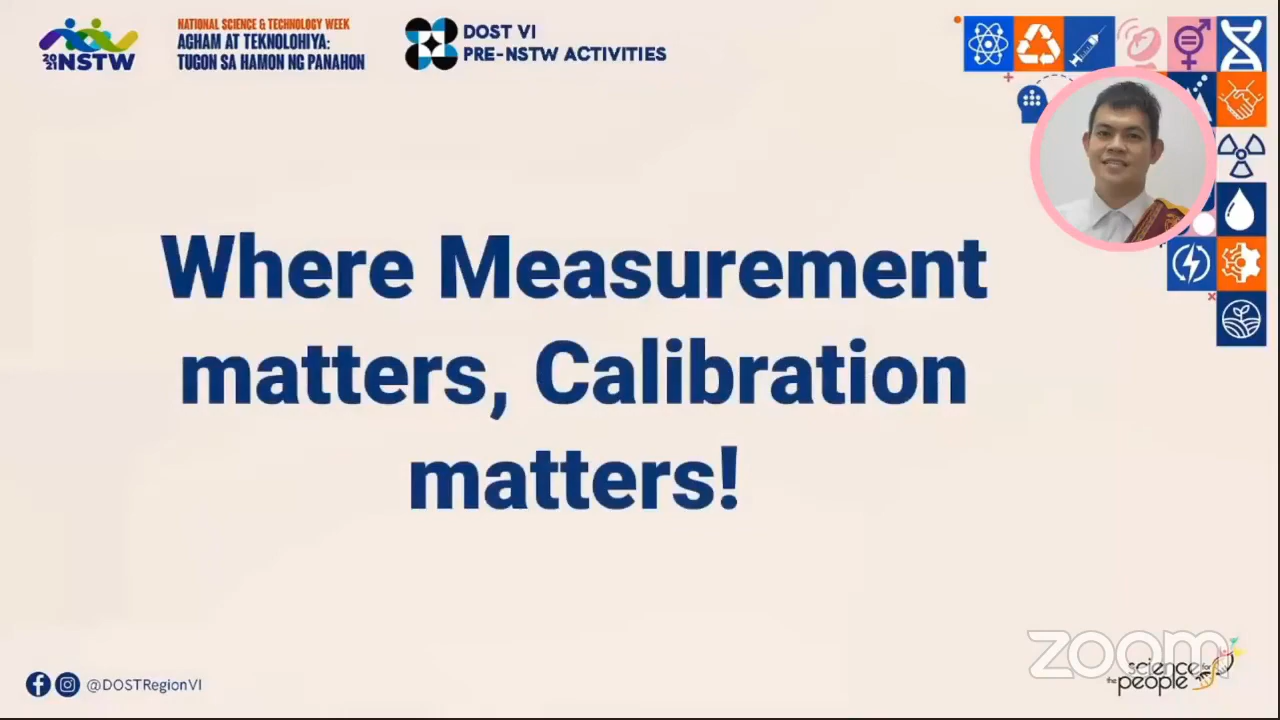 2021 NSTW
NATIONAL SCIENCE & TECHNOLOGY WEEK
AGHAM AT TEKNOLOHIYA:
TUGON SA HAMON NG PANAHON
DOST VI
PRE-NSTW ACTIVITIES
Where Measurement
matters, Calibration
matters!
@DOSTRegionVI
zoom
science for
the people